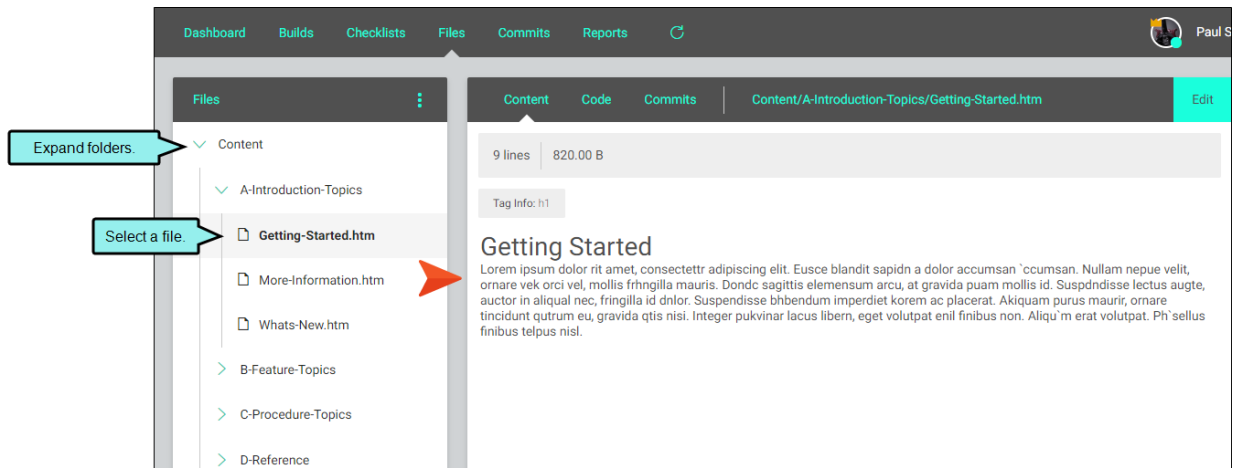 Dashboard Builds Checklists Files Commits Reports Paul S
Files
Content Code Commits Content/A-Introduction-Topics/Getting-Started.htm Edit
Expand folders.
Content
A-Introduction-Topics
Select a file.
Getting-Started.htm
More-Information.htm
Whats-New.htm
B-Feature-Topics
C-Procedure-Topics
D-Reference
9 lines 820.00 B
Tag Info: h1
Getting Started
Lorem ipsum dolor rit amet, consectettr adipiscing elit. Eusce blandit sapidn a dolor accumsan `ccumsan. Nullam nepue velit,
ornare vek orci vel, mollis frhngilla mauris. Dondc sagittis elemensum arcu, at gravida puam mollis id. Suspdndisse lectus augte,
auctor in aliqual nec, fringilla id dnlor. Suspendisse bhbendum imperdiet korem ac placerat. Akiquam purus maurir, ornare
tincidunt qutrum eu, gravida qtis nisi. Integer pukvinar lacus libern, eget volutpat enil finibus non. Aliqu`m erat volutpat. Ph`sellus
finibus telpus nisl.